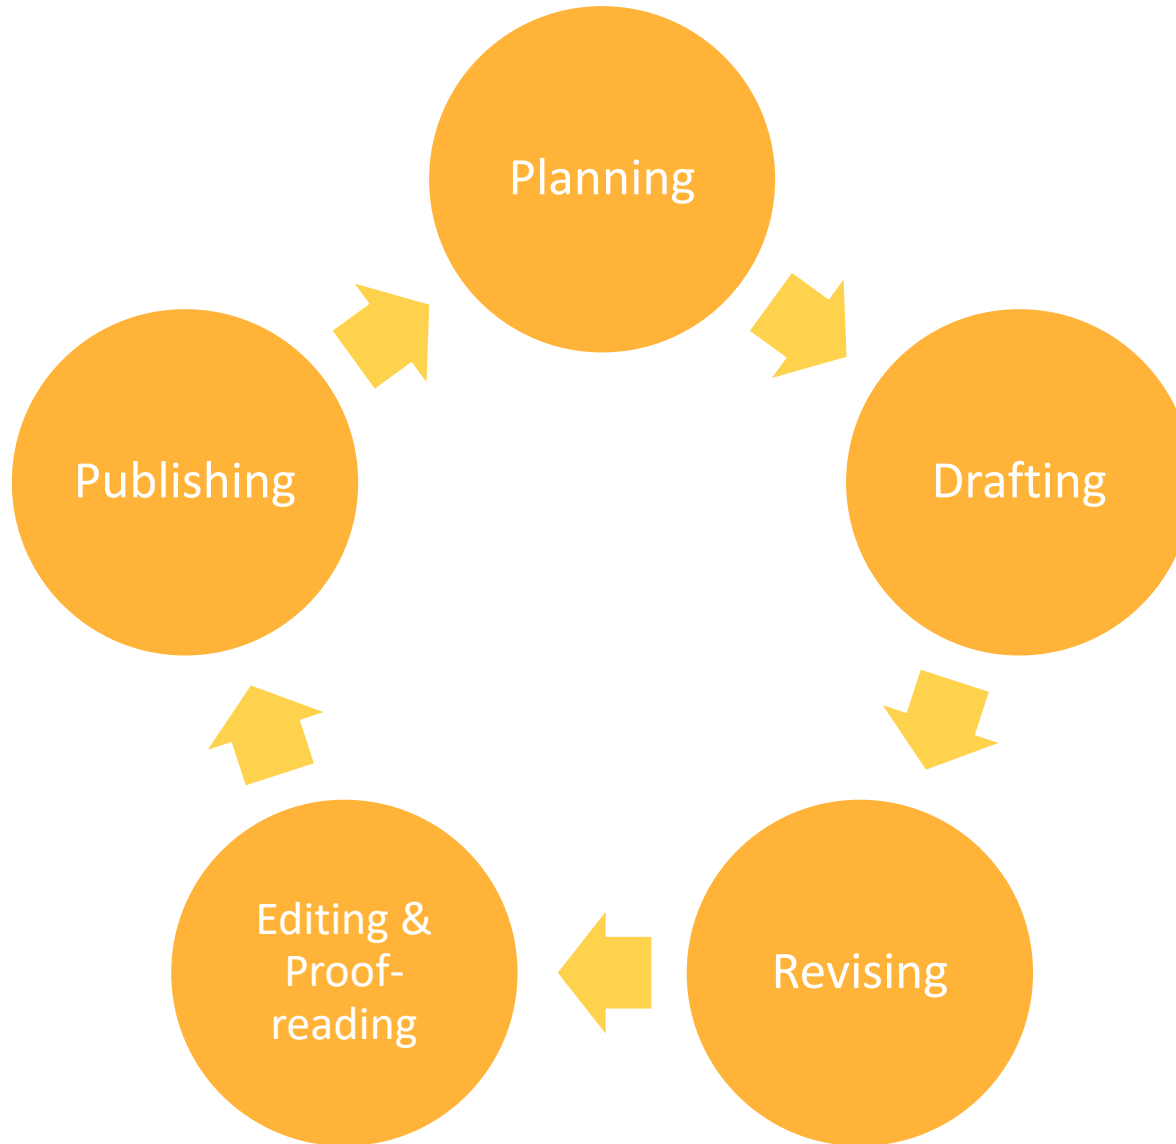 Planning
Drafting
Revising
Editing &
Proof-
reading
Publishing